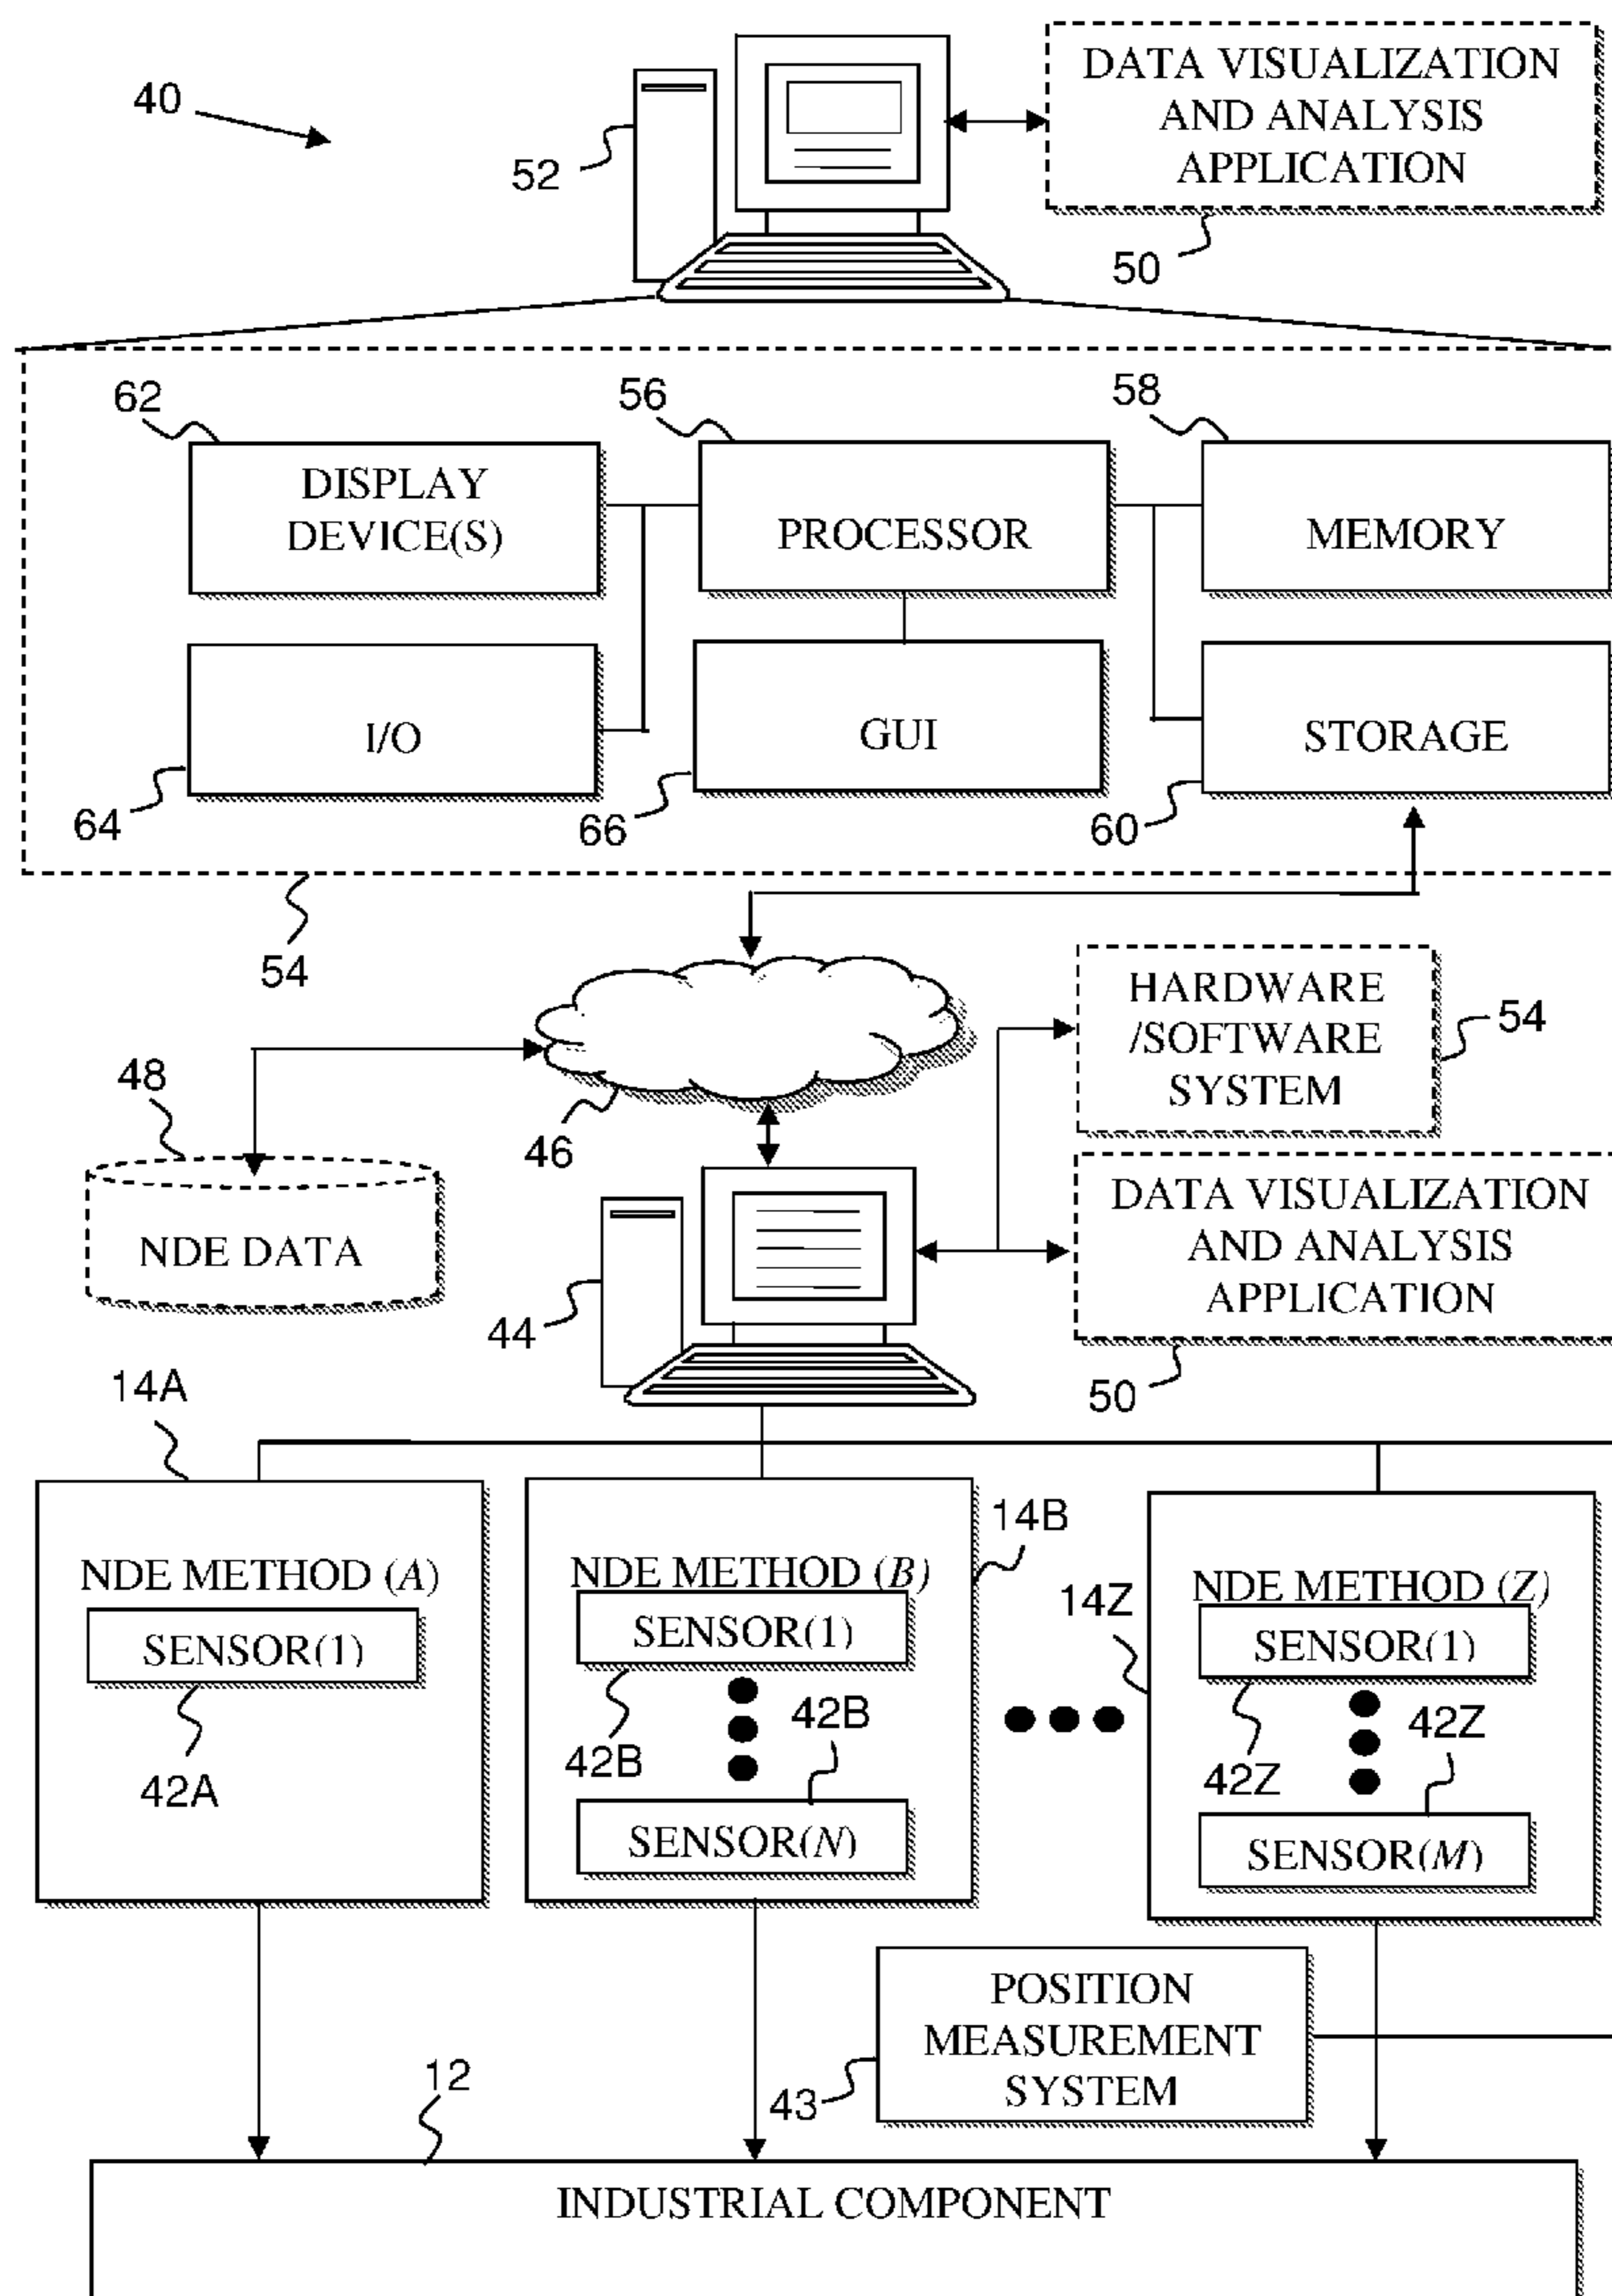 40
52
DATA VISUALIZATION
AND ANALYSIS
APPLICATION
50
62
56
58
DISPLAY
DEVICE(S)
PROCESSOR
MEMORY
I/O
GUI
STORAGE
64
66
60
54
HARDWARE
/SOFTWARE
SYSTEM
54
48
46
NDE DATA
DATA VISUALIZATION
AND ANALYSIS
APPLICATION
44
50
14A
14B
14Z
NDE METHOD (A)
SENSOR(1)
42A
NDE METHOD (B)
SENSOR(1)
42B
42B
SENSOR(N)
NDE METHOD (Z)
SENSOR(1)
42Z
42Z
SENSOR(M)
POSITION
MEASUREMENT
SYSTEM
43
12
INDUSTRIAL COMPONENT